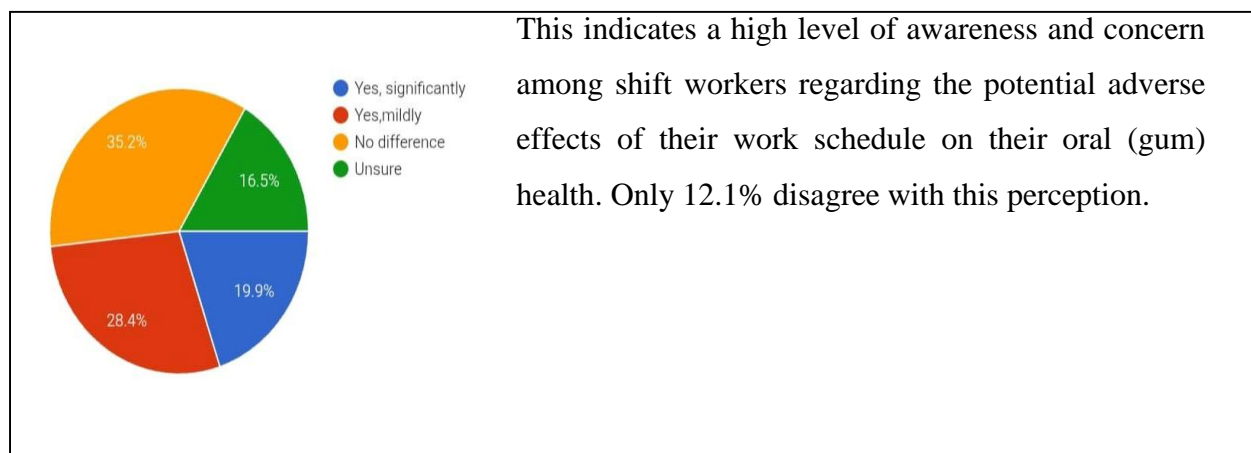 This indicates a high level of awareness and concern
among shift workers regarding the potential adverse
effects of their work schedule on their oral (gum)
health. Only 12.1% disagree with this perception.
Yes, significantly
Yes,mildly
No difference
Unsure
35.2%
16.5%
19.9%
28.4%